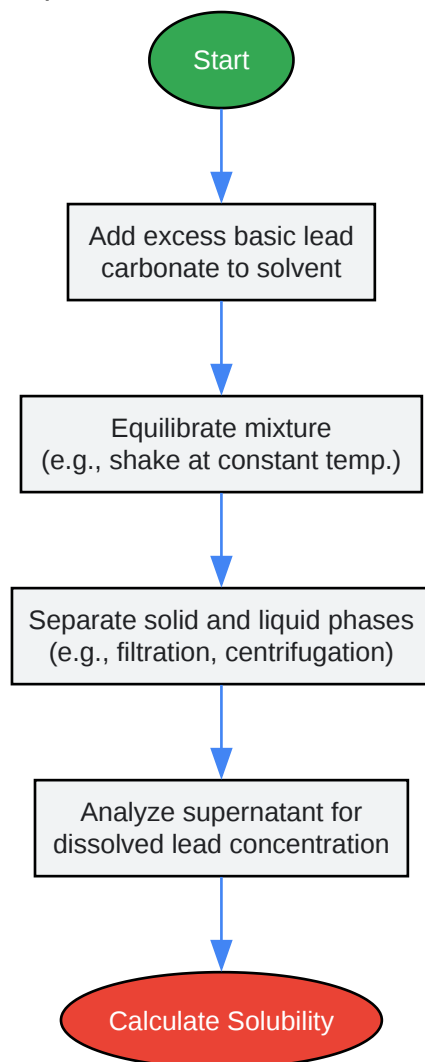 Start
Add excess basic lead
carbonate to solvent
Equilibrate mixture
(e.g., shake at constant temp.)
Separate solid and liquid phases
(e.g., filtration, centrifugation)
Analyze supernatant for
dissolved lead concentration
Calculate Solubility